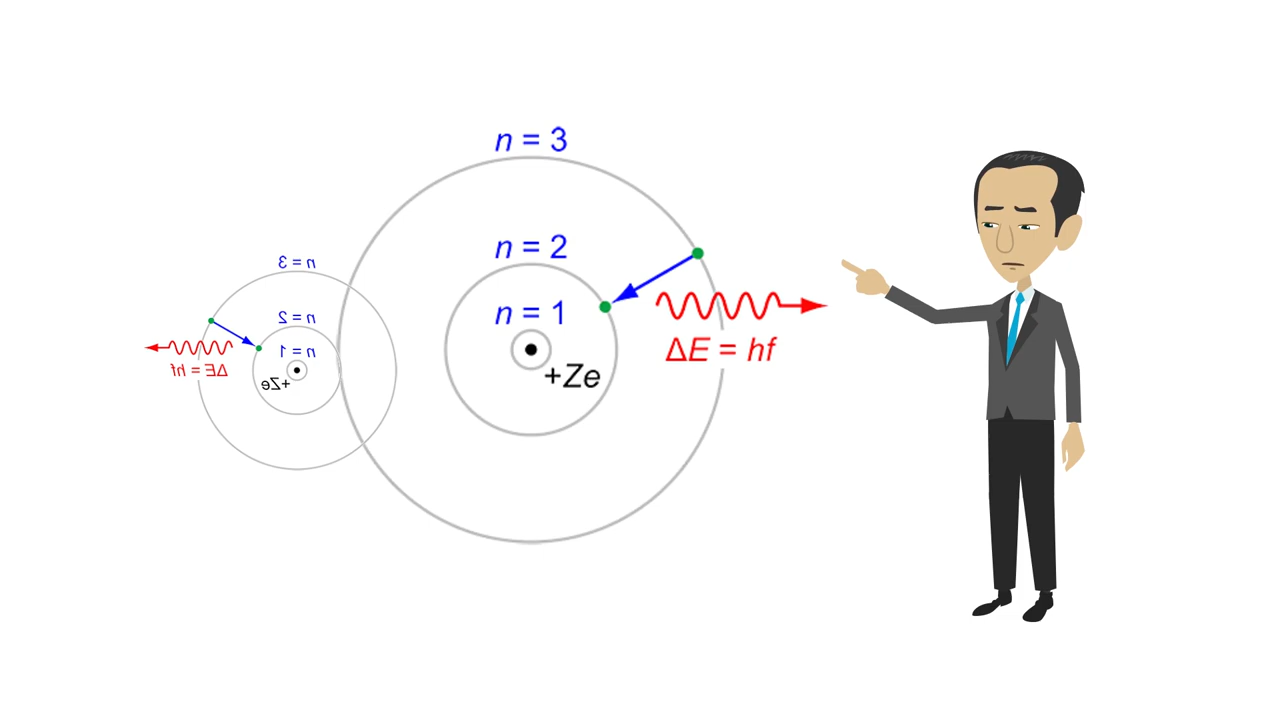 n = 3
n = 2
n = 1
+Ze
ΔE = hf
n = 3
n = 2
n = 1
+Ze
ΔE = hf